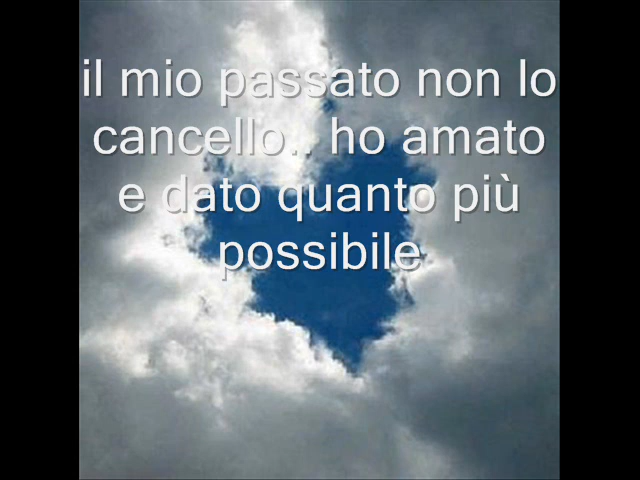 il mio passato non lo
cancello.. ho amato
e dato quanto più
possibile